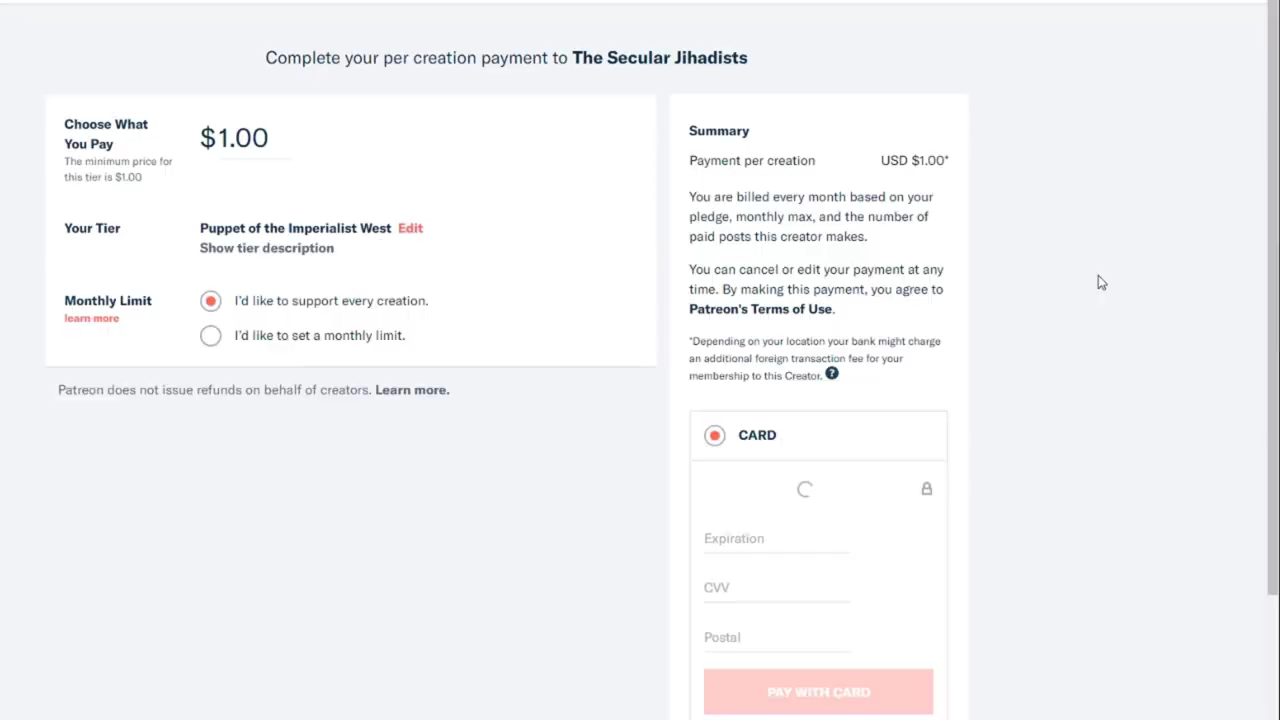 Complete your per creation payment to The Secular Jihadists
Choose What
You Pay
The minimum price for
this tier is $1.00
$1.00
Your Tier
Puppet of the Imperialist West Edit
Show tier description
Monthly Limit
learn more
I'd like to support every creation.
I'd like to set a monthly limit.
Patreon does not issue refunds on behalf of creators. Learn more.
Summary
Payment per creation USD $1.00*
You are billed every month based on your
pledge, monthly max, and the number of
paid posts this creator makes.
You can cancel or edit your payment at any
time. By making this payment, you agree to
Patreon's Terms of Use.
*Depending on your location your bank might charge
an additional foreign transaction fee for your
membership to this Creator. ?
CARD
Expiration
CVV
Postal
PAY WITH CARD